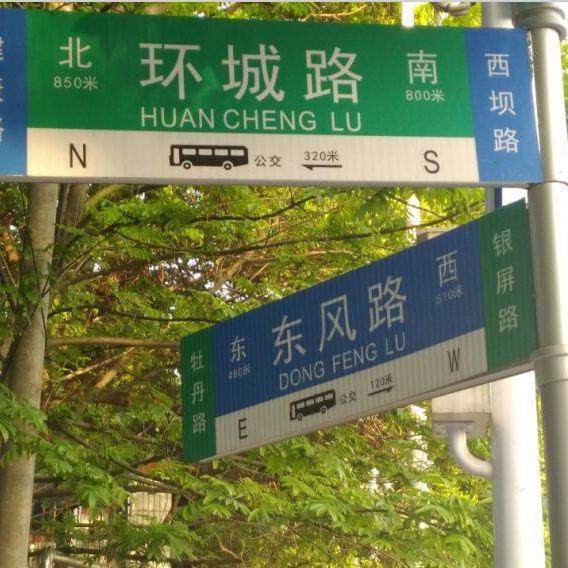 北 环城路 南 西坝路
850米 HUAN CHENG LU 800米
N 公交 320米 S
银屏路
东 东风路 西
牡丹路 480米 DONG FENG LU 510米
E 公交 120米 W